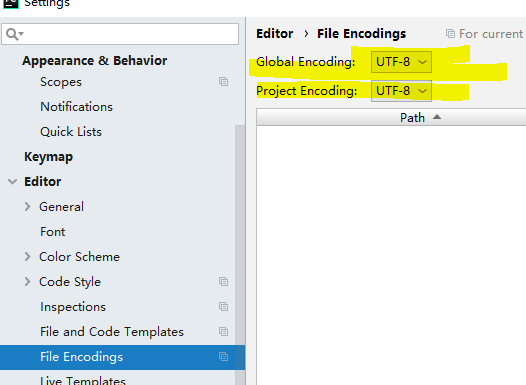 Settings
Appearance & Behavior
Scopes
Notifications
Quick Lists
Keymap
Editor
General
Font
Color Scheme
Code Style
Inspections
File and Code Templates
File Encodings
Live Templates
Editor › File Encodings
For current
Global Encoding: UTF-8
Project Encoding: UTF-8
Path